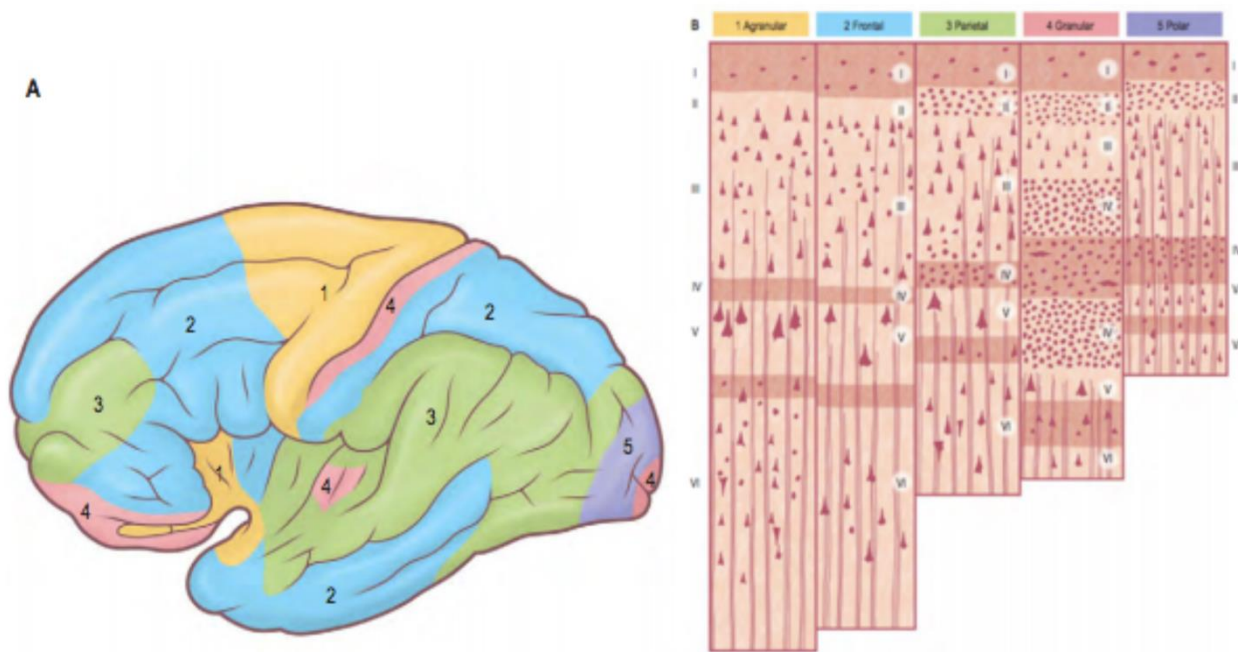 A
1
2
3
4
2
3
5
4
4
1
4
2
B
1 Agranular
2 Frontal
3 Parietal
4 Granular
5 Polar
I
I
I
I
I
II
II
II
II
II
III
III
III
III
III
IV
IV
IV
IV
IV
IV
V
V
V
V
V
VI
VI
VI
VI
V